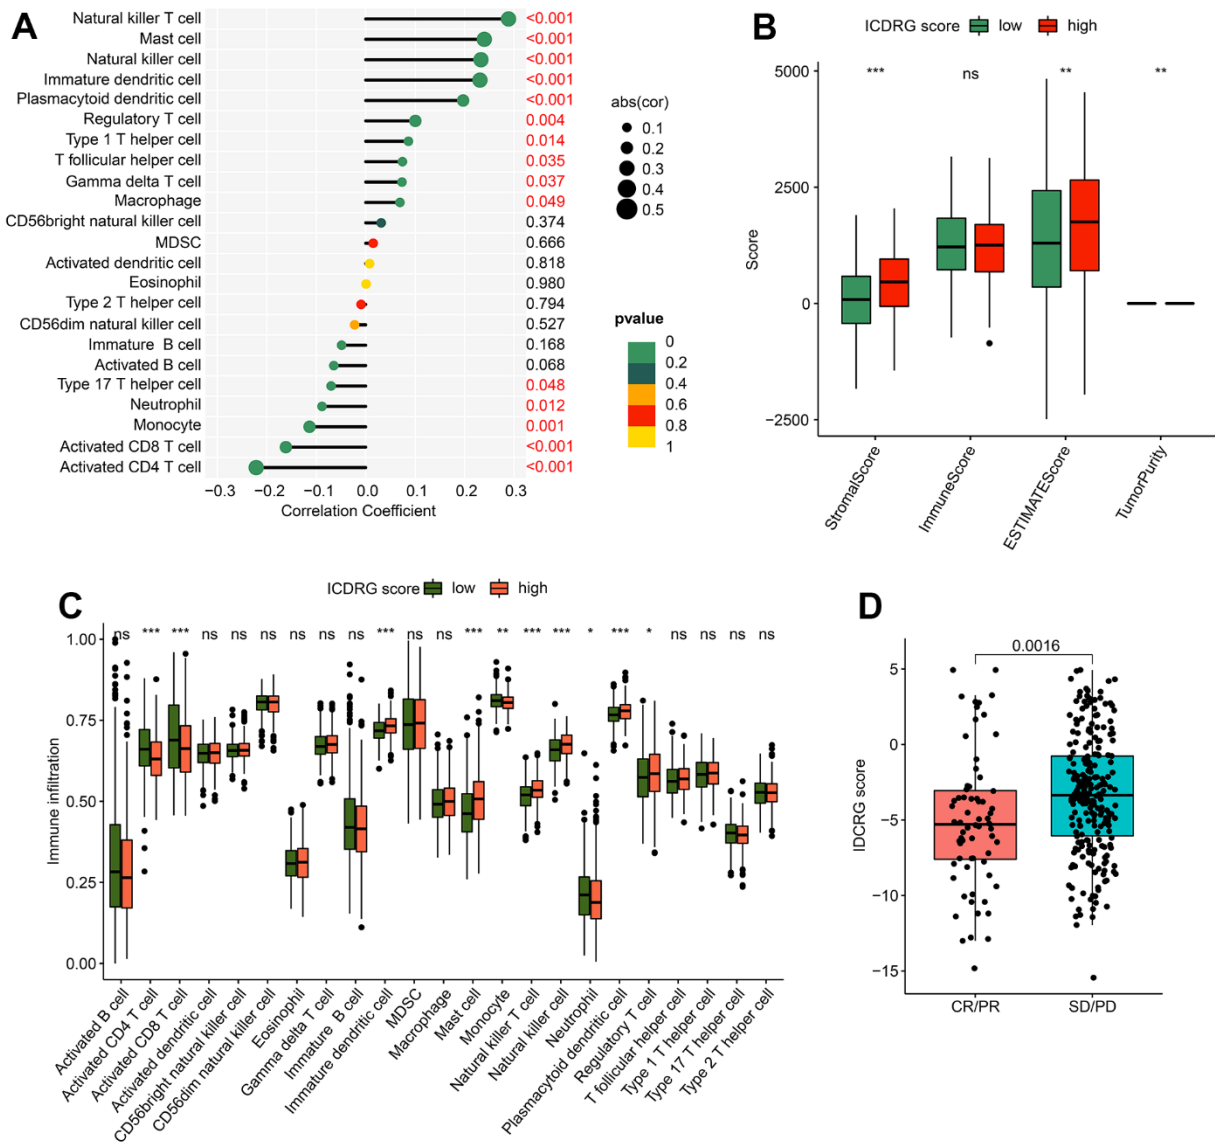 A
Natural killer T cell <0.001
Mast cell <0.001
Natural killer cell <0.001
Immature dendritic cell <0.001
Plasmacytoid dendritic cell <0.001
Regulatory T cell 0.004
Type 1 T helper cell 0.014
T follicular helper cell 0.035
Gamma delta T cell 0.037
Macrophage 0.049
CD56bright natural killer cell 0.374
MDSC 0.666
Activated dendritic cell 0.818
Eosinophil 0.980
Type 2 T helper cell 0.794
CD56dim natural killer cell 0.527
Immature  B cell 0.168
Activated B cell 0.068
Type 17 T helper cell 0.048
Neutrophil 0.012
Monocyte 0.001
Activated CD8 T cell <0.001
Activated CD4 T cell <0.001
−0.3 −0.2 −0.1 0.0 0.1 0.2 0.3
Correlation Coefficient
abs(cor)
0.1
0.2
0.3
0.4
0.5
pvalue
0
0.2
0.4
0.6
0.8
1
B
ICDRG score low high
*** ns ** **
5000
2500
0
−2500
Score
StromalScore
ImmuneScore
ESTIMATEScore
TumorPurity
C
ICDRG score low high
ns *** *** ns ns ns ns ns ns *** ns ns *** ** *** *** * *** * ns ns ns ns
1.00
0.75
0.50
0.25
0.00
Immune infiltration
Activated B cell
Activated CD4 T cell
Activated CD8 T cell
Activated dendritic cell
CD56bright natural killer cell
CD56dim natural killer cell
Eosinophil
Gamma delta T cell
Immature  B cell
Immature dendritic cell
MDSC
Macrophage
Mast cell
Monocyte
Natural killer T cell
Natural killer cell
Neutrophil
Plasmacytoid dendritic cell
Regulatory T cell
T follicular helper cell
Type 1 T helper cell
Type 17 T helper cell
Type 2 T helper cell
D
0.0016
5
0
−5
−10
−15
IDCRG score
CR/PR SD/PD